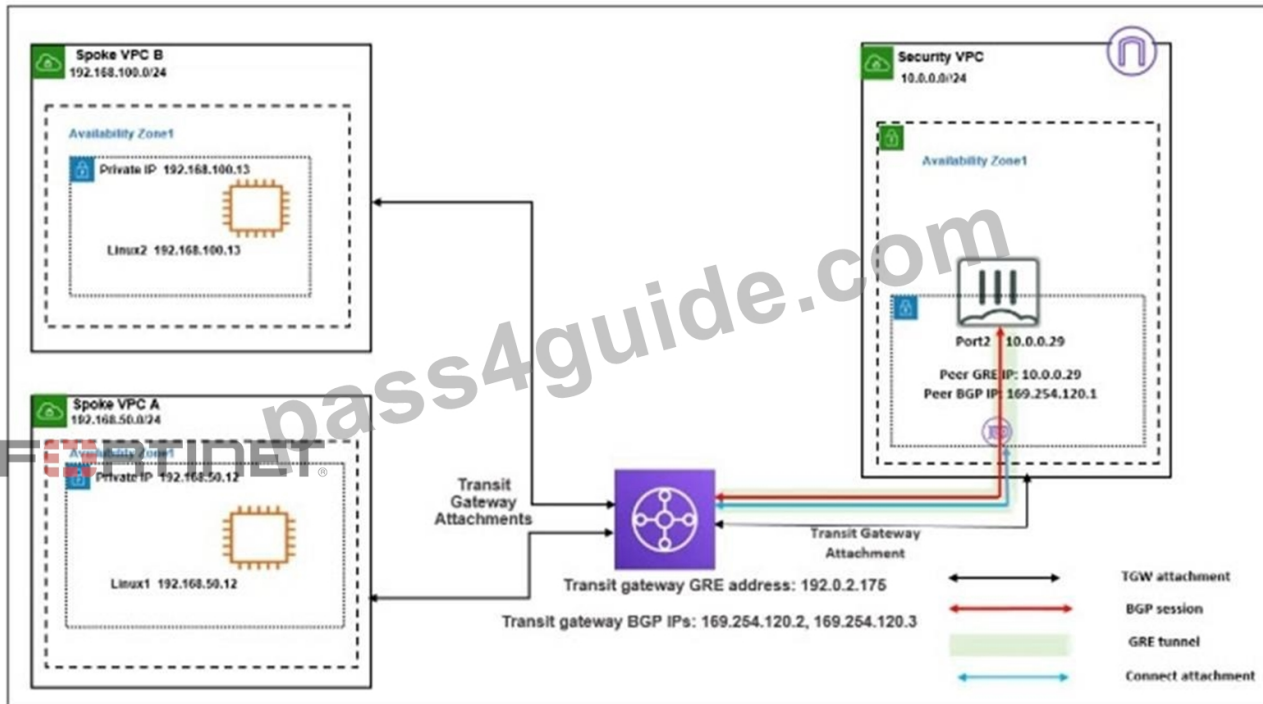 Spoke VPC B
192.168.100.0/24
Availability Zone1
Private IP 192.168.100.13
Linux2 192.168.100.13
Spoke VPC A
192.168.50.0/24
Availability Zone1
Private IP 192.168.50.12
Linux1 192.168.50.12
Transit
Gateway
Attachments
Security VPC
10.0.0.0/24
Availability Zone1
Port2 10.0.0.29
Peer GRE IP: 10.0.0.29
Peer BGP IP: 169.254.120.1
Transit Gateway
Attachment
Transit gateway GRE address: 192.0.2.175
Transit gateway BGP IPs: 169.254.120.2, 169.254.120.3
TGW attachment
BGP session
GRE tunnel
Connect attachment
pass4guide.com
FORTINET®